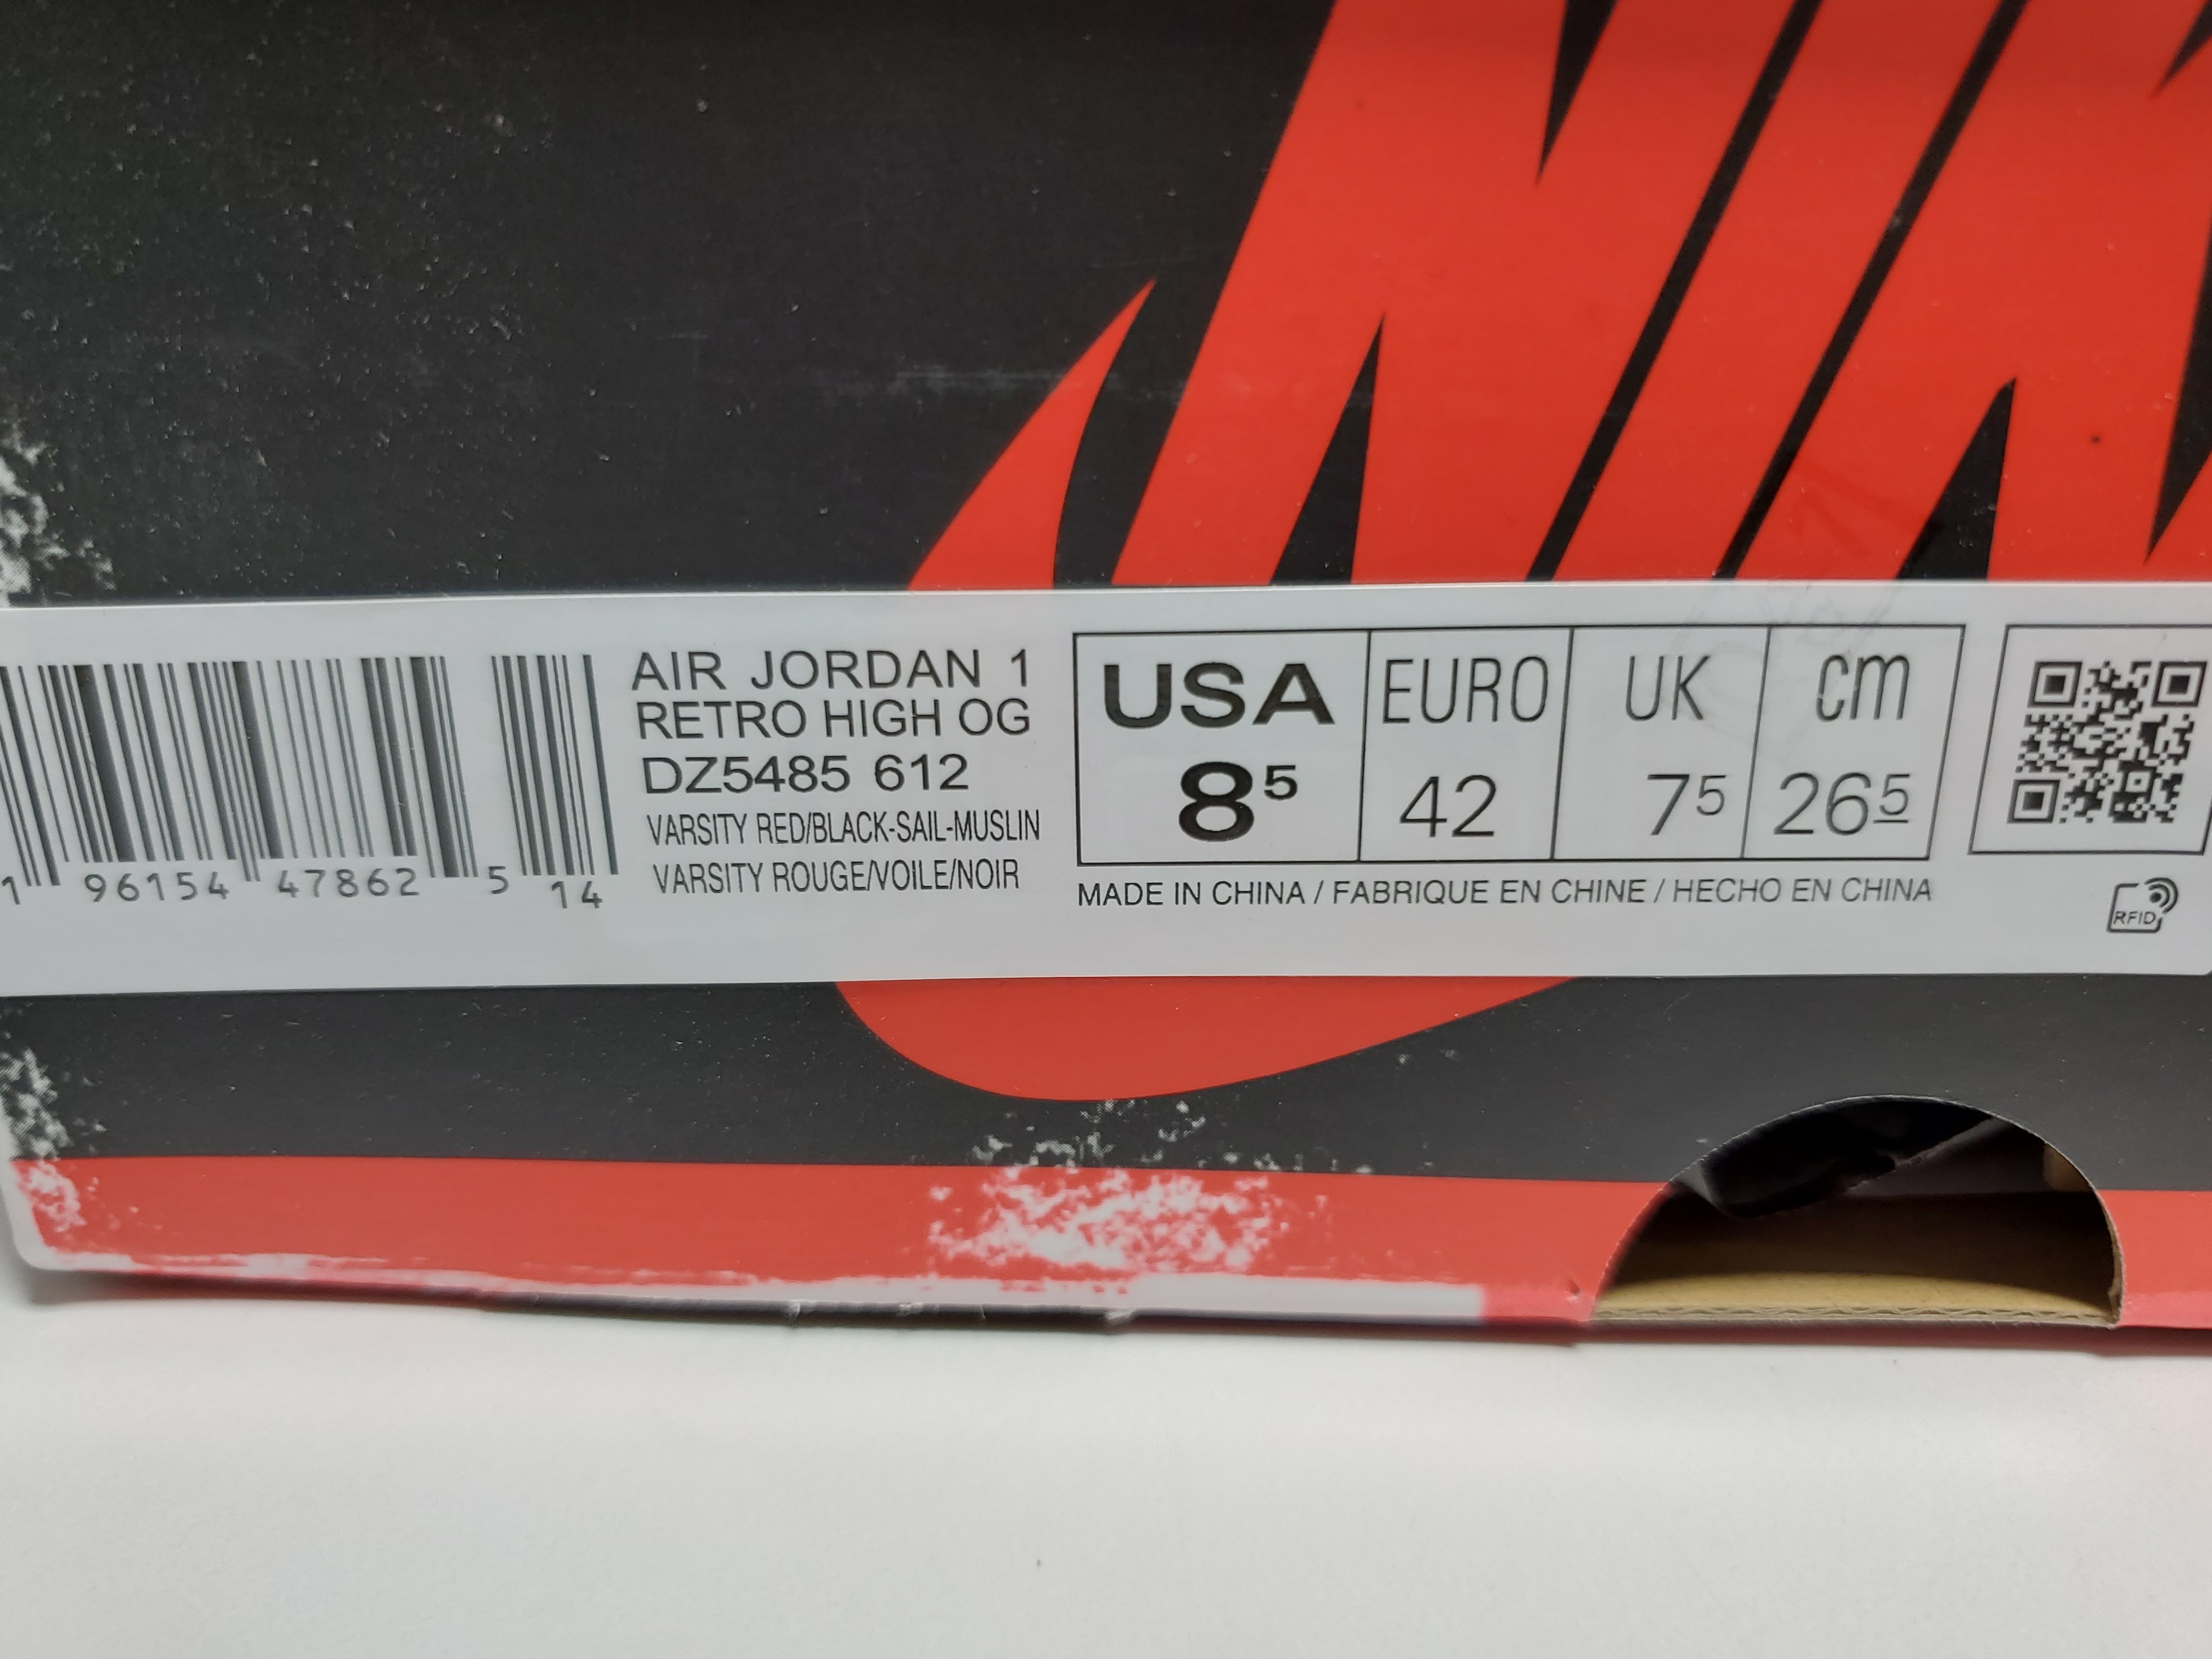 NIK
AIR JORDAN 1
RETRO HIGH OG
DZ5485 612
VARSITY RED/BLACK-SAIL-MUSLIN
VARSITY ROUGE/VOILE/NOIR
1 96154 47862 5 14
USA EURO UK CM
8⁵ 42 7⁵ 26⁵
MADE IN CHINA / FABRIQUE EN CHINE / HECHO EN CHINA
RFID